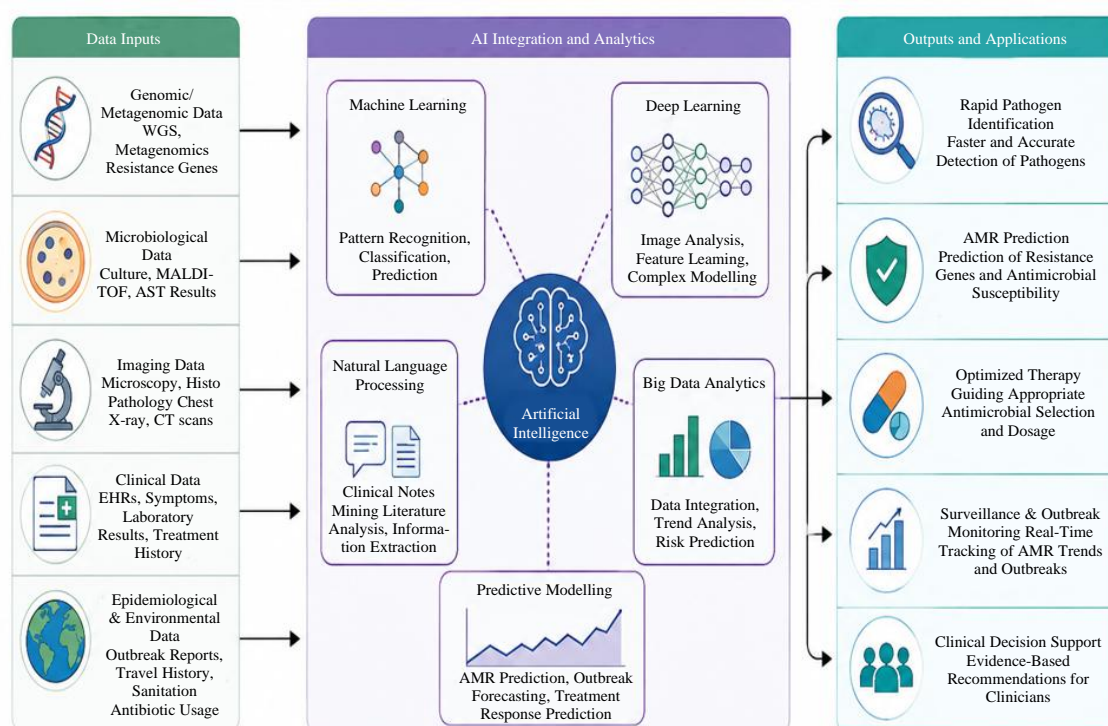 Data Inputs
Genomic/
Metagenomic Data
WGS,
Metagenomics
Resistance Genes
Microbiological
Data
Culture, MALDI-
TOF, AST Results
Imaging Data
Microscopy, Histo
Pathology Chest
X-ray, CT scans
Clinical Data
EHRs, Symptoms,
Laboratory
Results, Treatment
History
Epidemiological
& Environmental
Data
Outbreak Reports,
Travel History,
Sanitation
Antibiotic Usage
AI Integration and Analytics
Machine Learning
Pattern Recognition,
Classification,
Prediction
Deep Learning
Image Analysis,
Feature Learning,
Complex Modelling
Artificial
Intelligence
Natural Language
Processing
Clinical Notes
Mining Literature
Analysis, Informa-
tion Extraction
Big Data Analytics
Data Integration,
Trend Analysis,
Risk Prediction
Predictive Modelling
AMR Prediction, Outbreak
Forecasting, Treatment
Response Prediction
Outputs and Applications
Rapid Pathogen
Identification
Faster and Accurate
Detection of Pathogens
AMR Prediction
Prediction of Resistance
Genes and Antimicrobial
Susceptibility
Optimized Therapy
Guiding Appropriate
Antimicrobial Selection
and Dosage
Surveillance & Outbreak
Monitoring Real-Time
Tracking of AMR Trends
and Outbreaks
Clinical Decision Support
Evidence-Based
Recommendations for
Clinicians